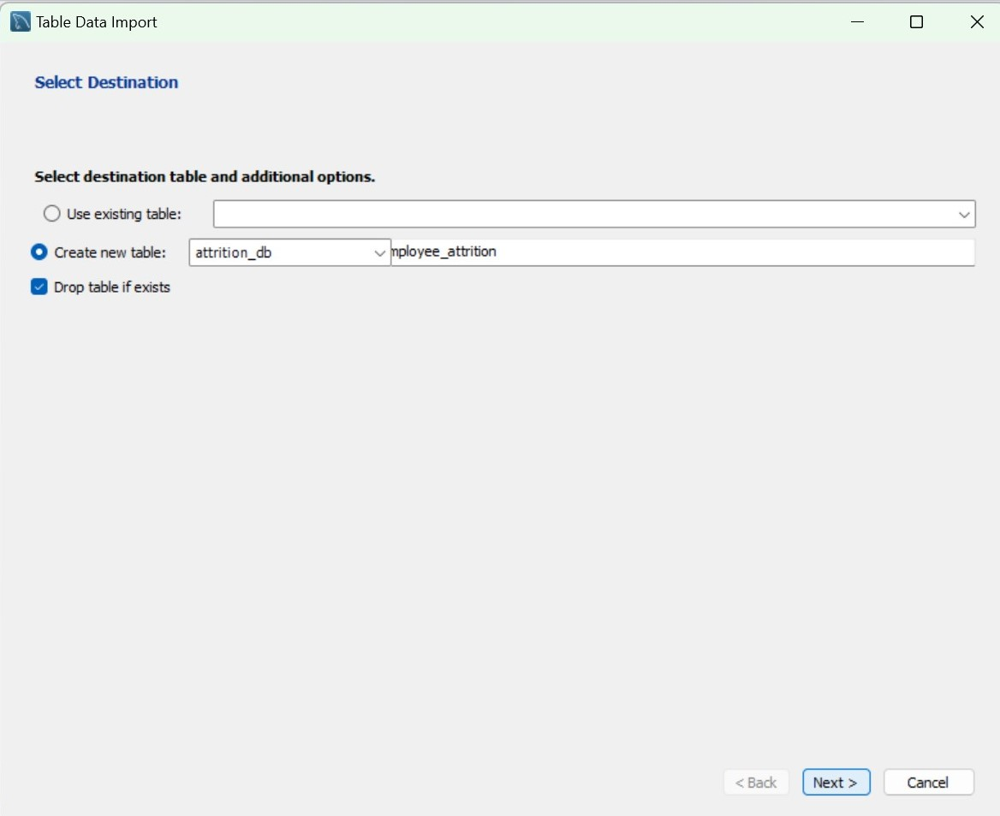 Table Data Import
Select Destination
Select destination table and additional options.
Use existing table:
Create new table: attrition_db mployee_attrition
Drop table if exists
< Back Next > Cancel